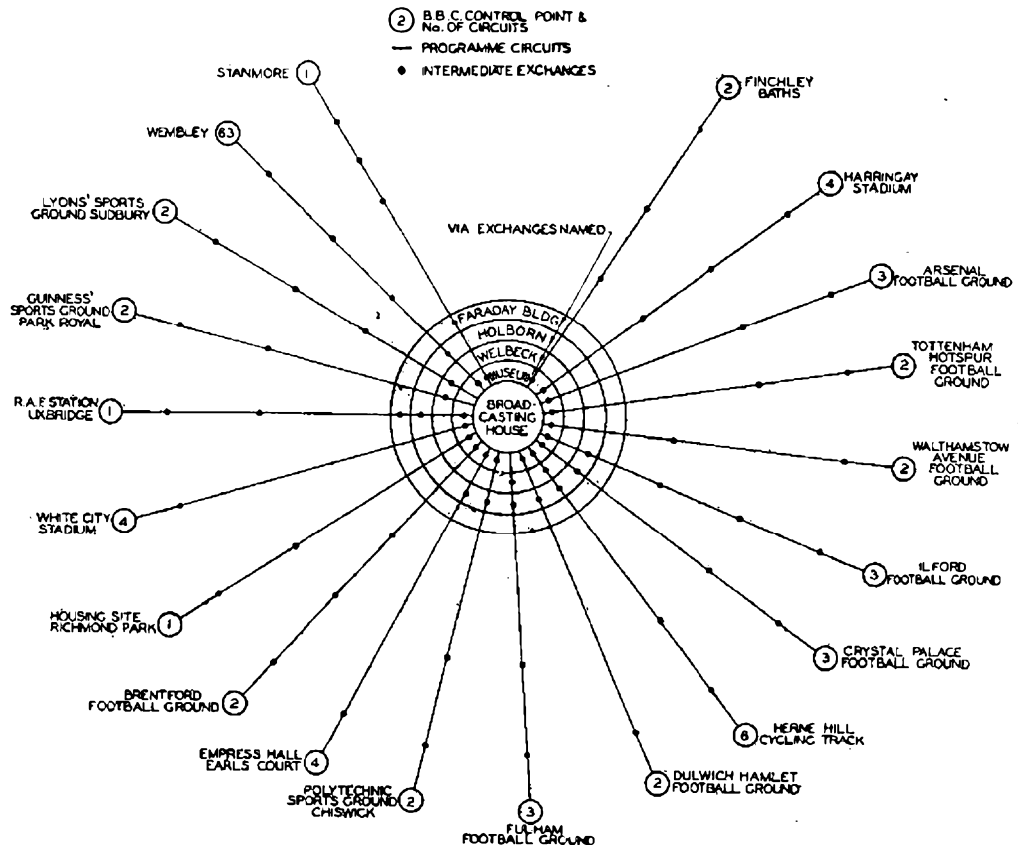 2 B.B.C. CONTROL POINT &
No. OF CIRCUITS
PROGRAMME CIRCUITS
INTERMEDIATE EXCHANGES
STANMORE 1
2 FINCHLEY
BATHS
WEMBLEY 63
4 HARRINGAY
STADIUM
LYONS' SPORTS
GROUND SUDBURY 2
VIA EXCHANGES NAMED
3 ARSENAL
FOOTBALL GROUND
GUINNESS'
SPORTS GROUND
PARK ROYAL 2
FARADAY BLDG
HOLBORN
WELBECK
MUSEUM
BROAD
CASTING
HOUSE
2 TOTTENHAM
HOTSPUR
FOOTBALL
GROUND
R.A.F STATION
UXBRIDGE 1
2 WALTHAMSTOW
AVENUE
FOOTBALL
GROUND
WHITE CITY
STADIUM 4
3 ILFORD
FOOTBALL GROUND
HOUSING SITE
RICHMOND PARK 1
3 CRYSTAL PALACE
FOOTBALL GROUND
BRENTFORD
FOOTBALL GROUND 2
6 HERNE HILL
CYCLING TRACK
EMPRESS HALL
EARLS COURT 4
2 DULWICH HAMLET
FOOTBALL GROUND
POLYTECHNIC
SPORTS GROUND
CHISWICK 2
3
FULHAM
FOOTBALL GROUND